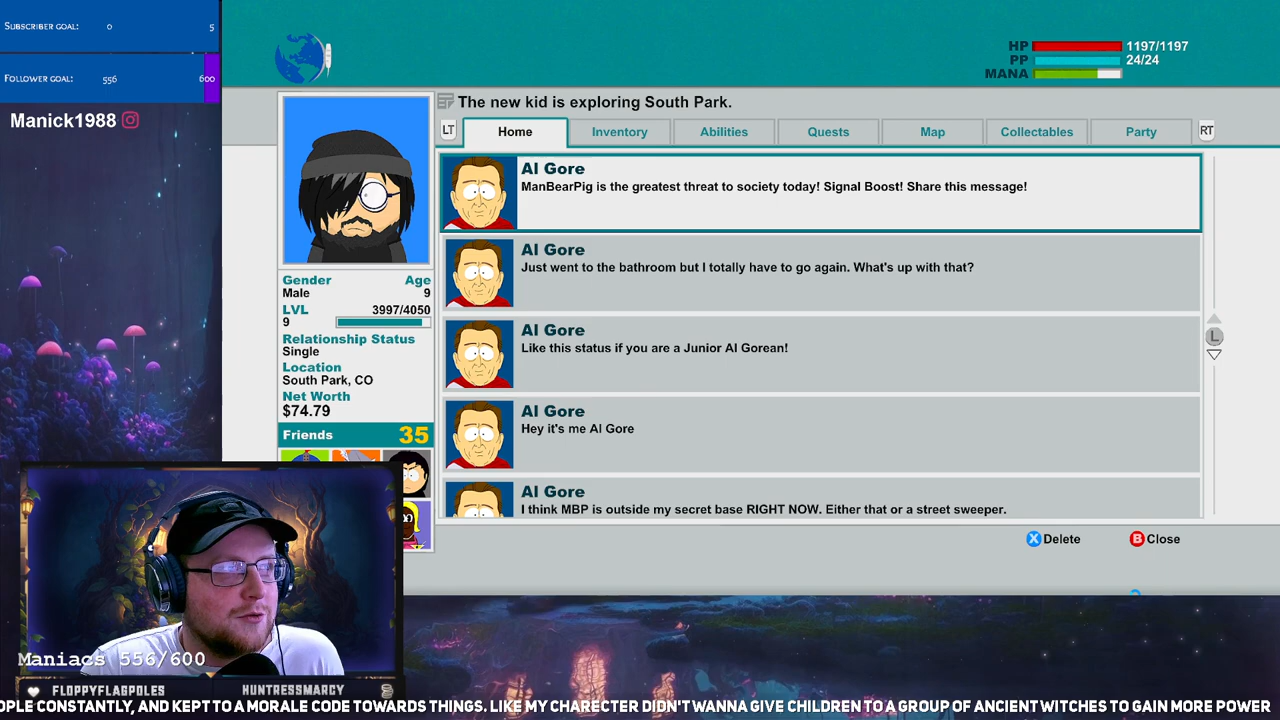 SUBSCRIBER GOAL: 0 5
FOLLOWER GOAL: 556 600
Manick1988
HP 1197/1197
PP 24/24
MANA
The new kid is exploring South Park.
LT Home Inventory Abilities Quests Map Collectables Party RT
Gender Age
Male 9
LVL 3997/4050
9
Relationship Status
Single
Location
South Park, CO
Net Worth
$74.79
Friends 35
Al Gore
ManBearPig is the greatest threat to society today! Signal Boost! Share this message!
Al Gore
Just went to the bathroom but I totally have to go again. What's up with that?
Al Gore
Like this status if you are a Junior Al Gorean!
Al Gore
Hey it's me Al Gore
Al Gore
I think MBP is outside my secret base RIGHT NOW. Either that or a street sweeper.
L
X Delete B Close
Maniacs 556/600
FLOPPYFLAGPOLES HUNTRESSMARCY
OPLE CONSTANTLY, AND KEPT TO A MORALE CODE TOWARDS THINGS. LIKE MY CHARECTER DIDN'T WANNA GIVE CHILDREN TO A GROUP OF ANCIENT WITCHES TO GAIN MORE POWER